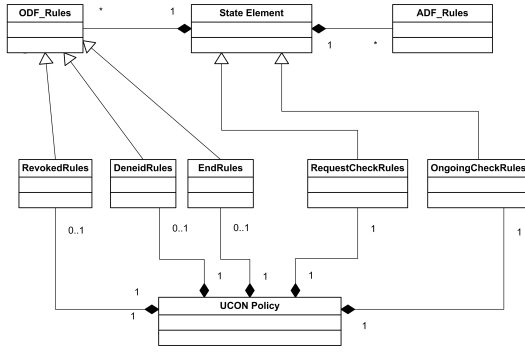 ODF_Rules
*
1
State Element
1
*
ADF_Rules
RevokedRules
DeneidRules
EndRules
RequestCheckRules
OngoingCheckRules
0..1
0..1
0..1
1
1
1
1
1
1
1
UCON Policy
1